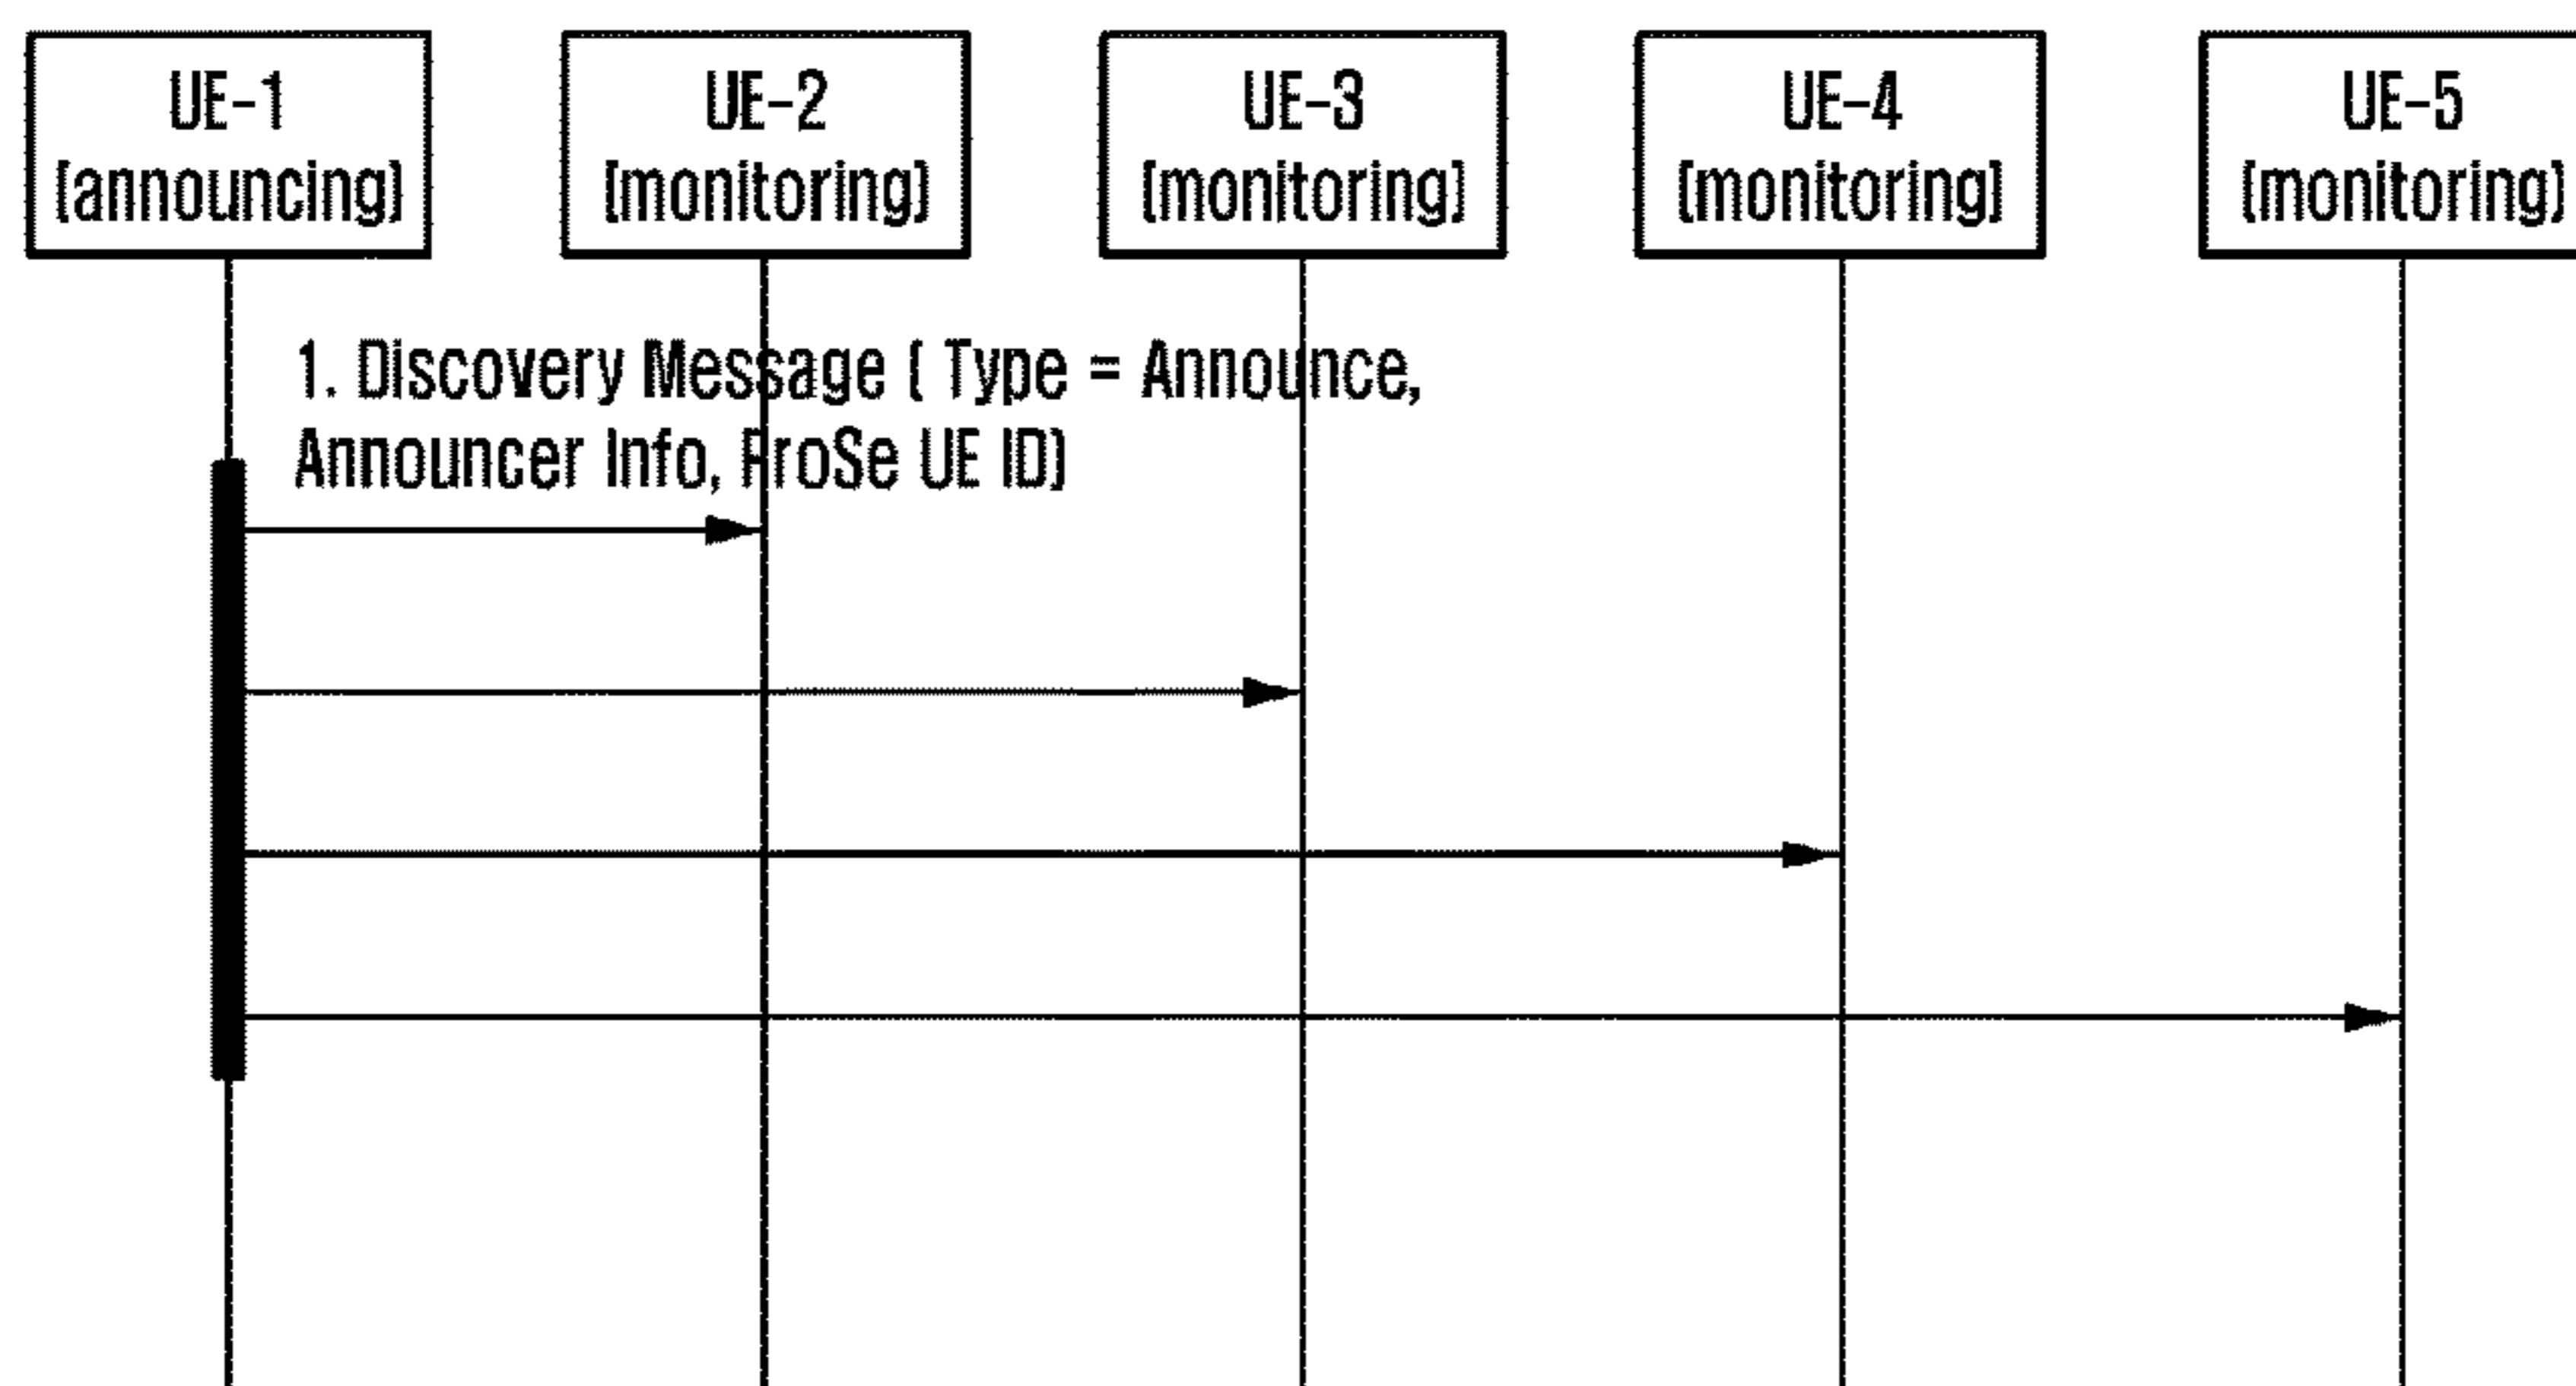 UE-1
(announcing)
UE-2
(monitoring)
UE-3
(monitoring)
UE-4
(monitoring)
UE-5
(monitoring)
1. Discovery Message ( Type = Announce,
Announcer Info, ProSe UE ID)